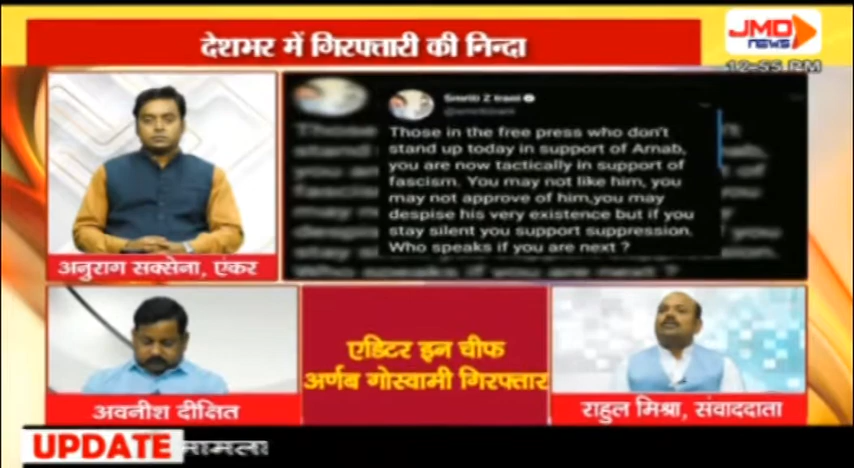 देशभर में गिरफ्तारी की निन्दा
JMD
NEWS
12:55 PM
Smriti Z Irani
@smritiirani
Those in the free press who don't
stand up today in support of Arnab,
you are now tactically in support of
fascism. You may not like him, you
may not approve of him,you may
despise his very existence but if you
stay silent you support suppression.
Who speaks if you are next ?
अनुराग सक्सेना, एंकर
एडिटर इन चीफ
अर्णब गोस्वामी गिरफ्तार
अवनीश दीक्षित
राहुल मिश्रा, संवाददाता
UPDATE
मामला